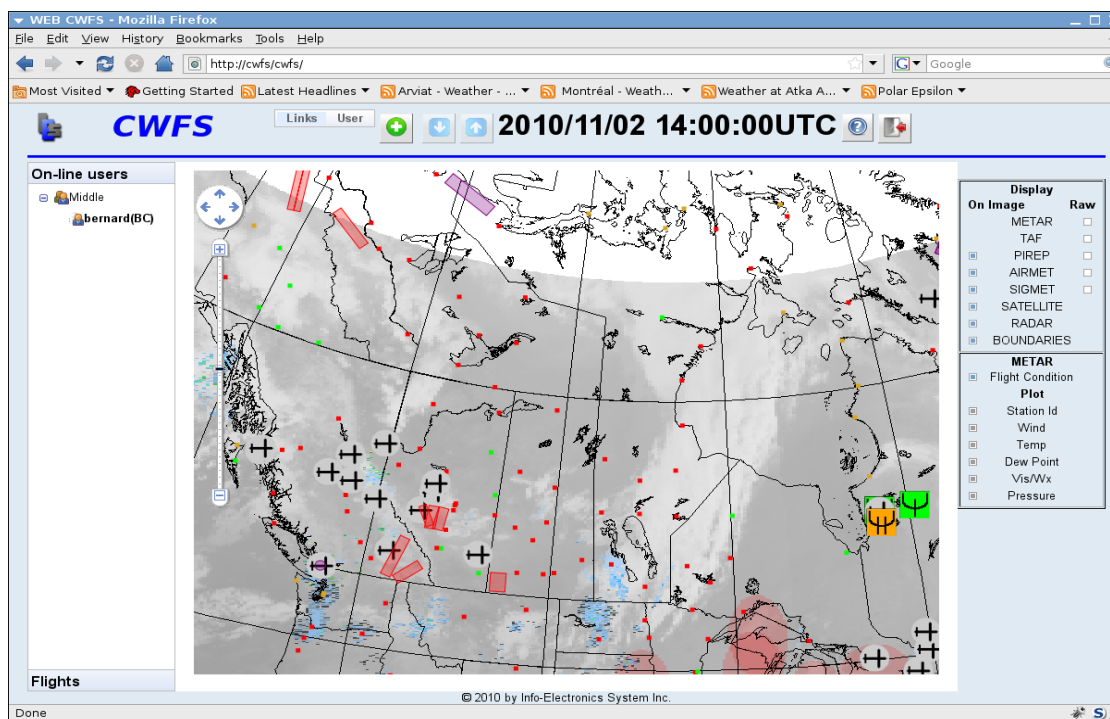 WEB CWFS - Mozilla Firefox
File Edit View History Bookmarks Tools Help
http://cwfs/cwfs/ G Google
Most Visited Getting Started Latest Headlines Arviat - Weather - ... Montréal - Weath... Weather at Atka A... Polar Epsilon
CWFS Links User 2010/11/02 14:00:00UTC
On-line users
Middle
bernard(BC)
Display
On Image Raw
METAR
TAF
PIREP
AIRMET
SIGMET
SATELLITE
RADAR
BOUNDARIES
METAR
Flight Condition
Plot
Station Id
Wind
Temp
Dew Point
Vis/Wx
Pressure
Flights
© 2010 by Info-Electronics System Inc.
Done